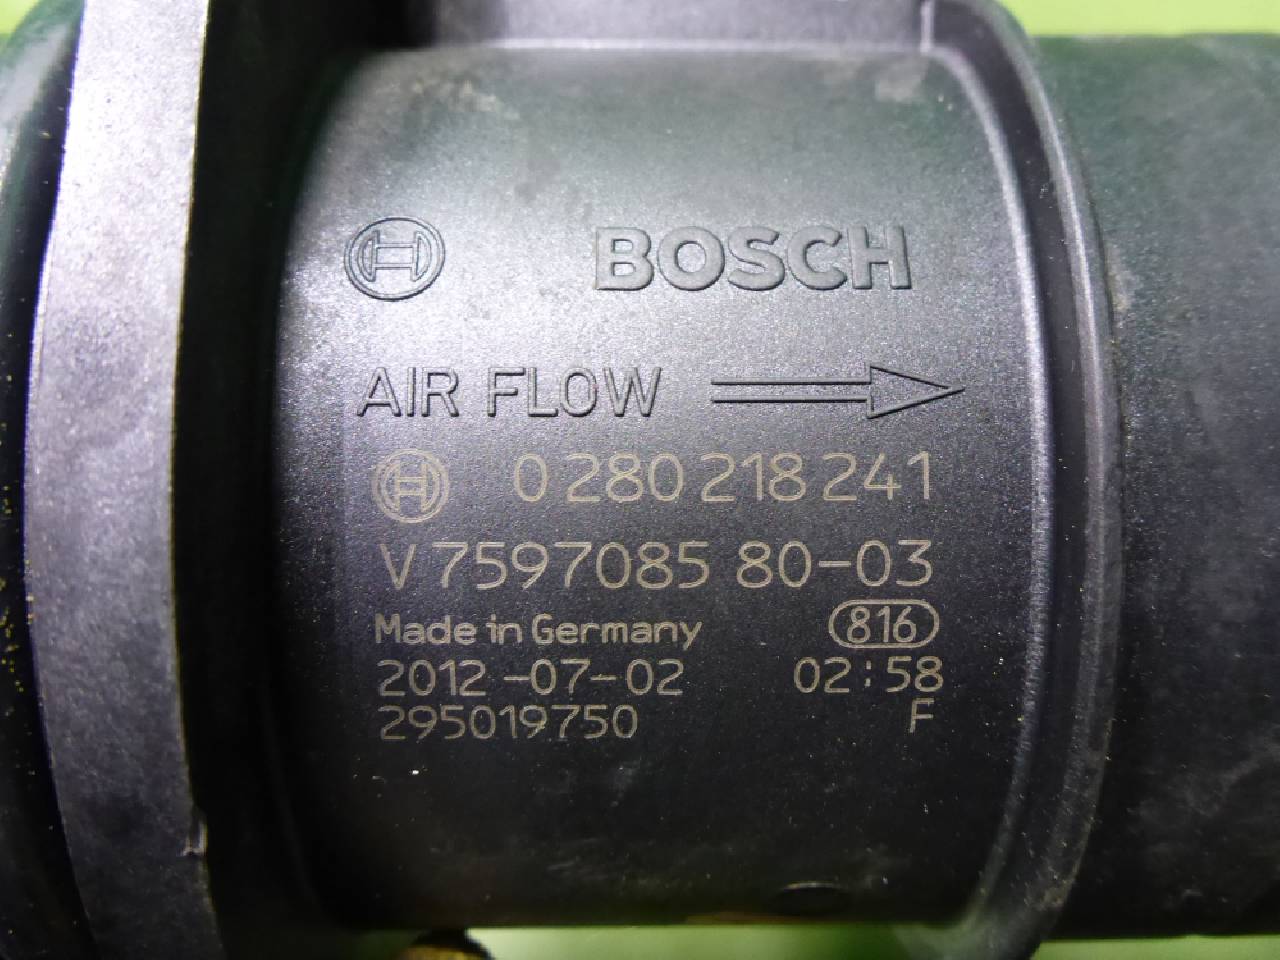 BOSCH
AIR FLOW
0 280 218 241
V 7597085 80-03
Made in Germany 816
2012-07-02 02:58
295019750 F